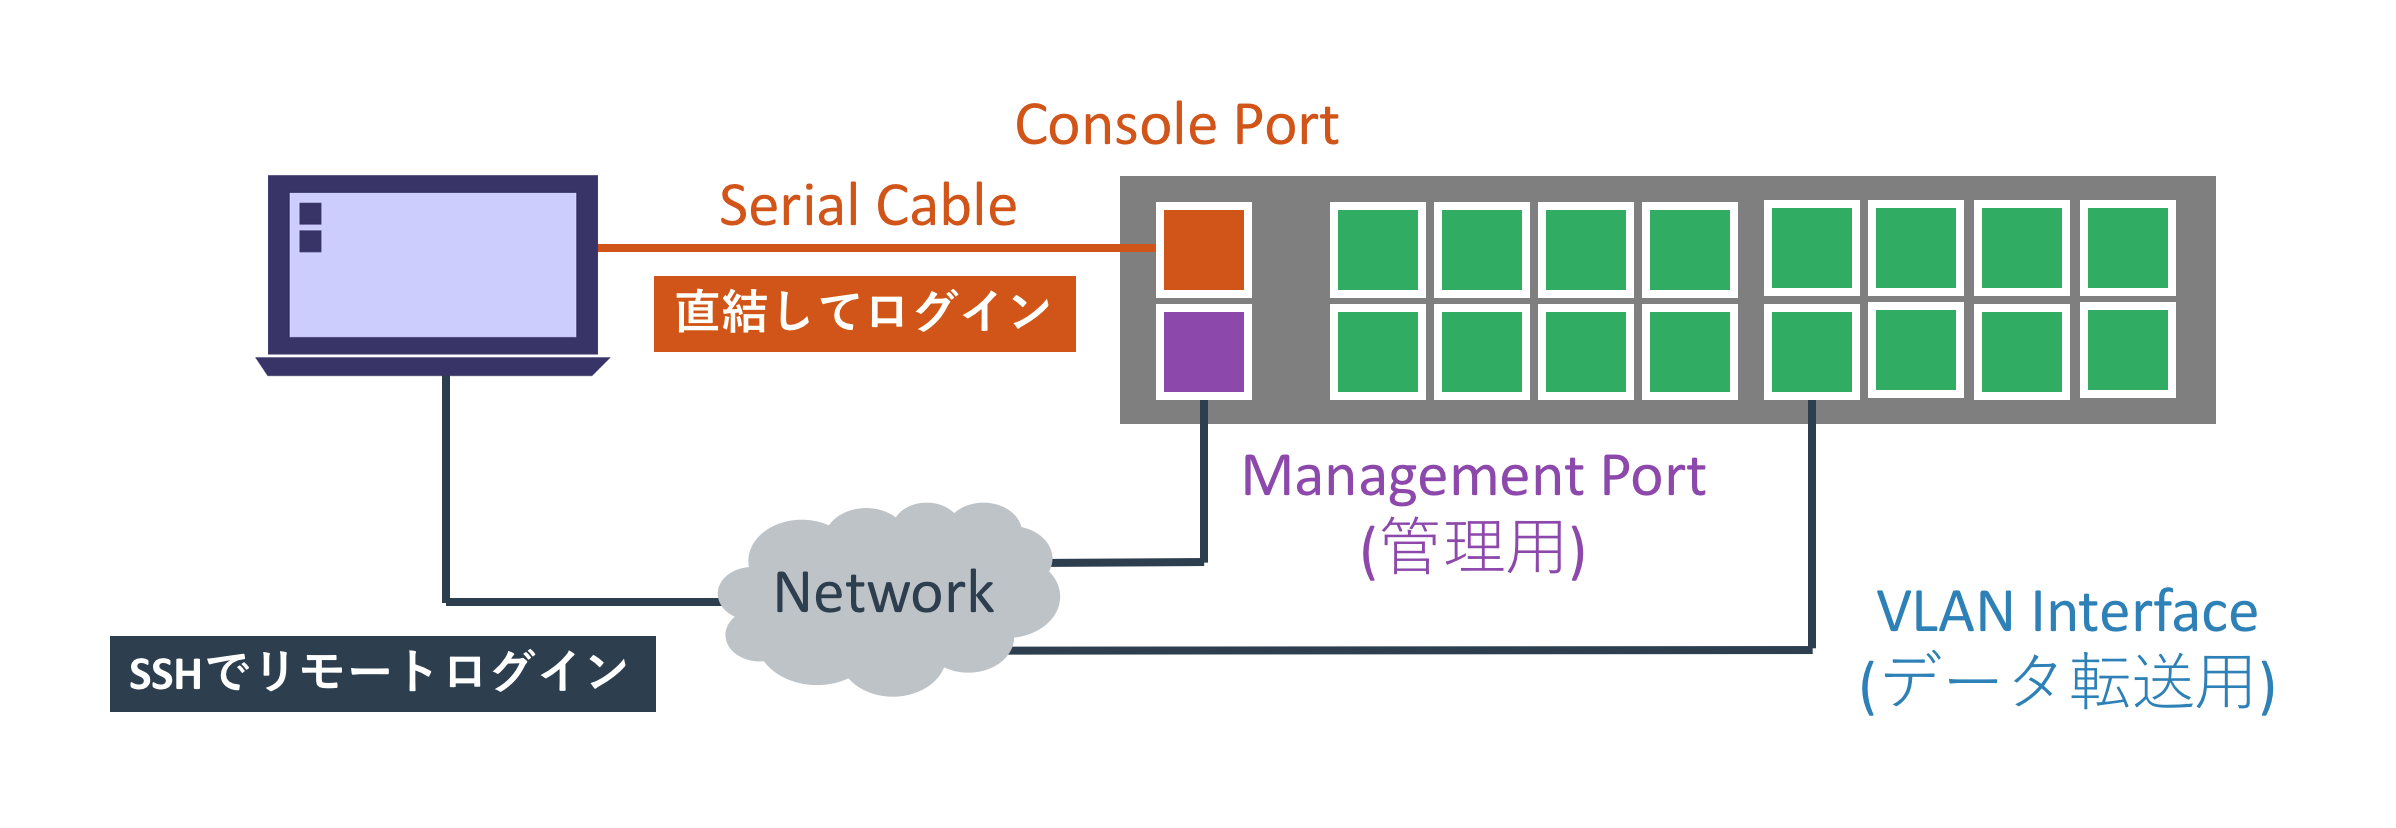 Console Port
Serial Cable
直結してログイン
Management Port
(管理用)
Network
VLAN Interface
(データ転送用)
SSHでリモートログイン